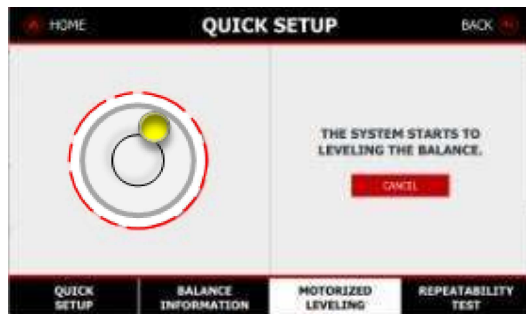 HOME
QUICK SETUP
BACK
THE SYSTEM STARTS TO
LEVELING THE BALANCE.
CANCEL
QUICK
SETUP
BALANCE
INFORMATION
MOTORIZED
LEVELING
REPEATABILITY
TEST